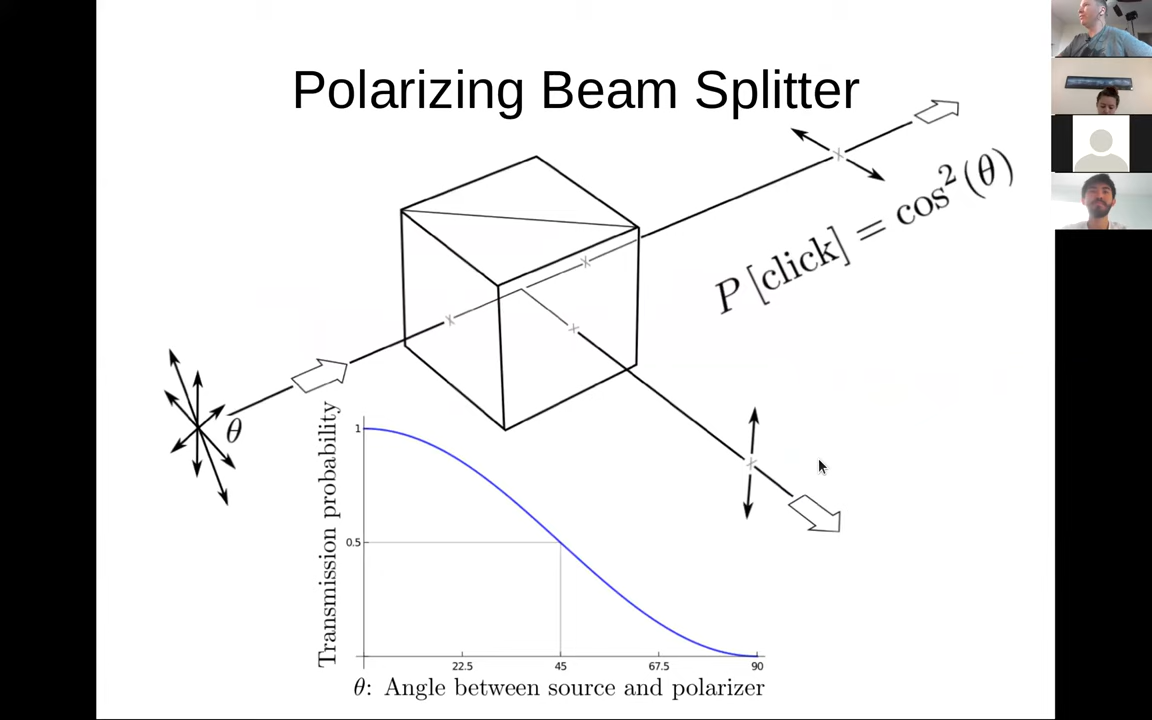 Polarizing Beam Splitter
P [click] = cos²(θ)
θ
Transmission probability
1
0.5
22.5 45 67.5 90
θ: Angle between source and polarizer